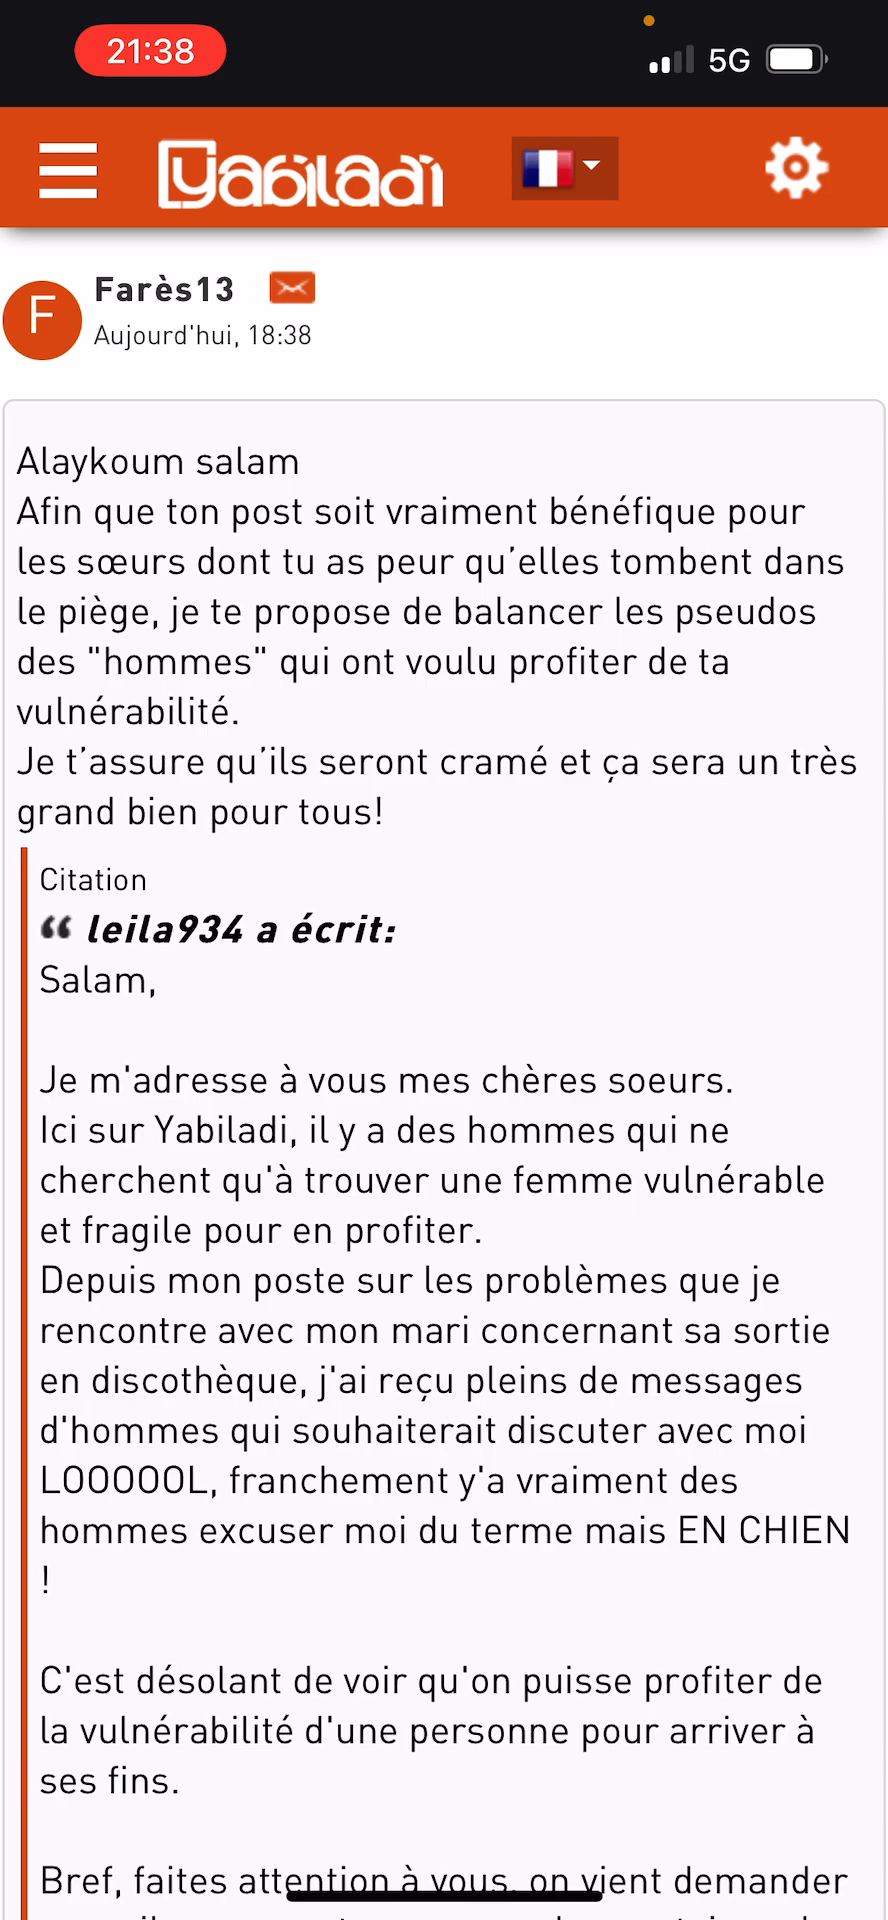 21:38
5G
Yabiladi
F
Farès13
Aujourd'hui, 18:38
Alaykoum salam
Afin que ton post soit vraiment bénéfique pour
les sœurs dont tu as peur qu’elles tombent dans
le piège, je te propose de balancer les pseudos
des "hommes" qui ont voulu profiter de ta
vulnérabilité.
Je t’assure qu’ils seront cramé et ça sera un très
grand bien pour tous!
Citation
“ leila934 a écrit:
Salam,
Je m'adresse à vous mes chères soeurs.
Ici sur Yabiladi, il y a des hommes qui ne
cherchent qu'à trouver une femme vulnérable
et fragile pour en profiter.
Depuis mon poste sur les problèmes que je
rencontre avec mon mari concernant sa sortie
en discothèque, j'ai reçu pleins de messages
d'hommes qui souhaiterait discuter avec moi
LOOOOOL, franchement y'a vraiment des
hommes excuser moi du terme mais EN CHIEN
!
C'est désolant de voir qu'on puisse profiter de
la vulnérabilité d'une personne pour arriver à
ses fins.
Bref, faites attention à vous, on vient demander